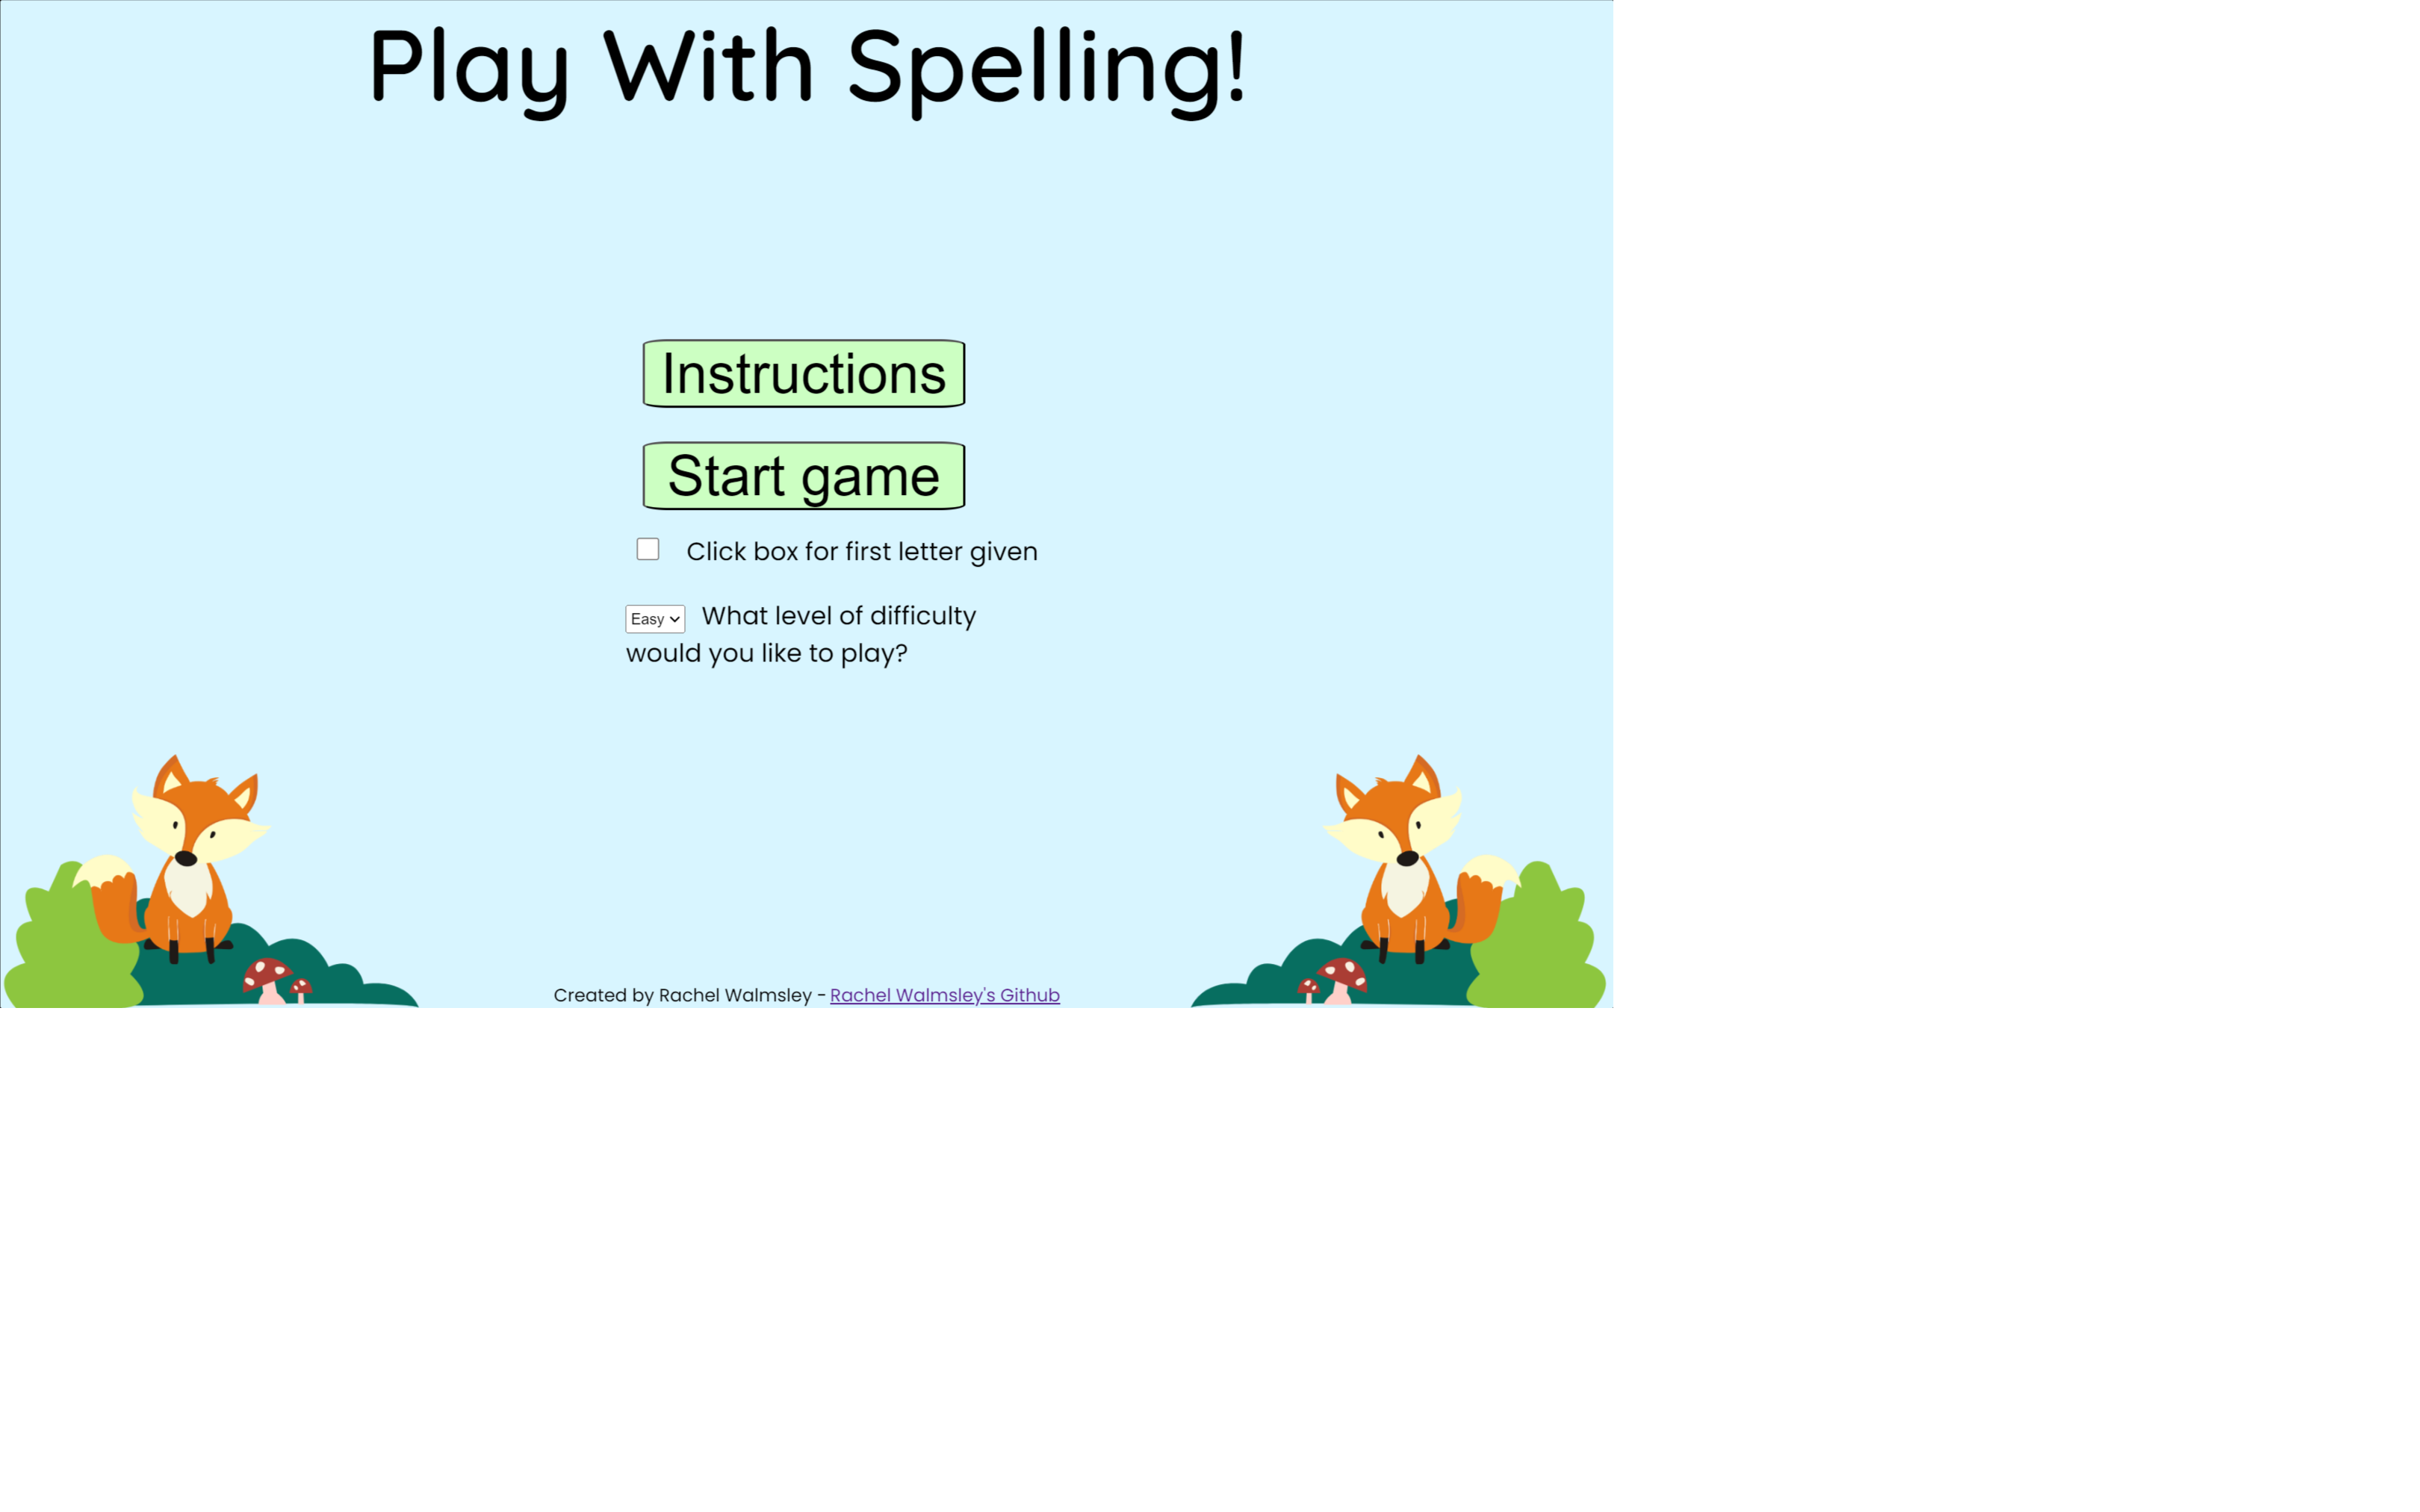 Play With Spelling!
Instructions
Start game
Click box for first letter given
Easy What level of difficulty
would you like to play?
Created by Rachel Walmsley - Rachel Walmsley's Github